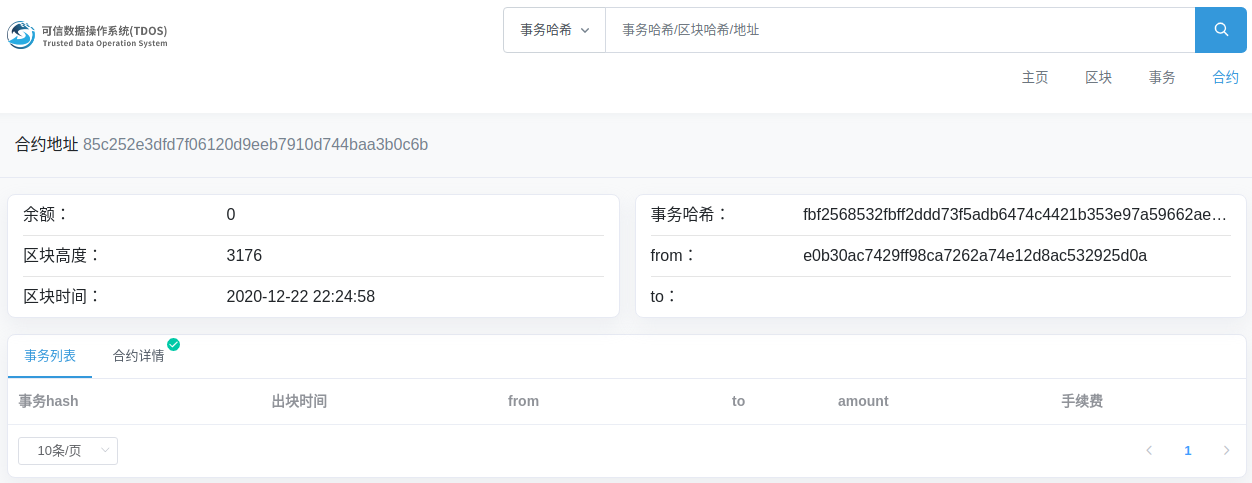 可信数据操作系统(TDOS)
Trusted Data Operation System
事务哈希
事务哈希/区块哈希/地址
主页 区块 事务 合约
合约地址 85c252e3dfd7f06120d9eeb7910d744baa3b0c6b
余额： 0
区块高度： 3176
区块时间： 2020-12-22 22:24:58
事务哈希： fbf2568532fbff2ddd73f5adb6474c4421b353e97a59662ae…
from： e0b30ac7429ff98ca7262a74e12d8ac532925d0a
to：
事务列表 合约详情
事务hash 出块时间 from to amount 手续费
10条/页
1